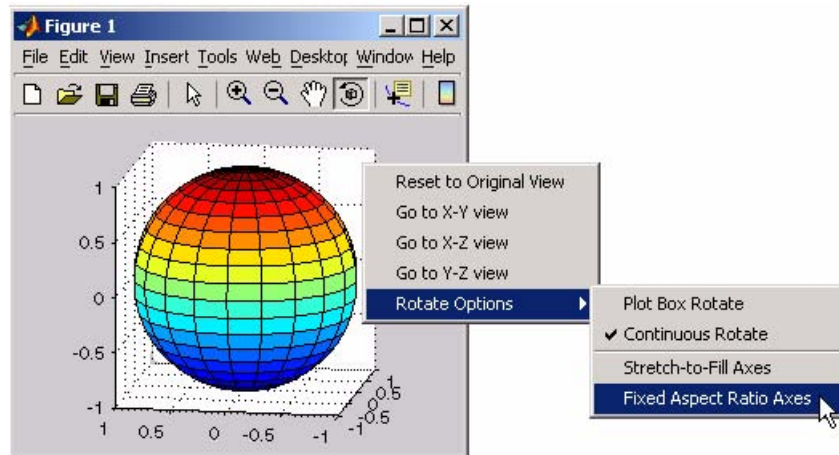 Figure 1
File Edit View Insert Tools Web Desktop Window Help
Reset to Original View
Go to X-Y view
Go to X-Z view
Go to Y-Z view
Rotate Options
Plot Box Rotate
Continuous Rotate
Stretch-to-Fill Axes
Fixed Aspect Ratio Axes
1
0.5
0
-0.5
-1
1 0.5 0 -0.5 -1
-1 -0.5 0 0.5 1